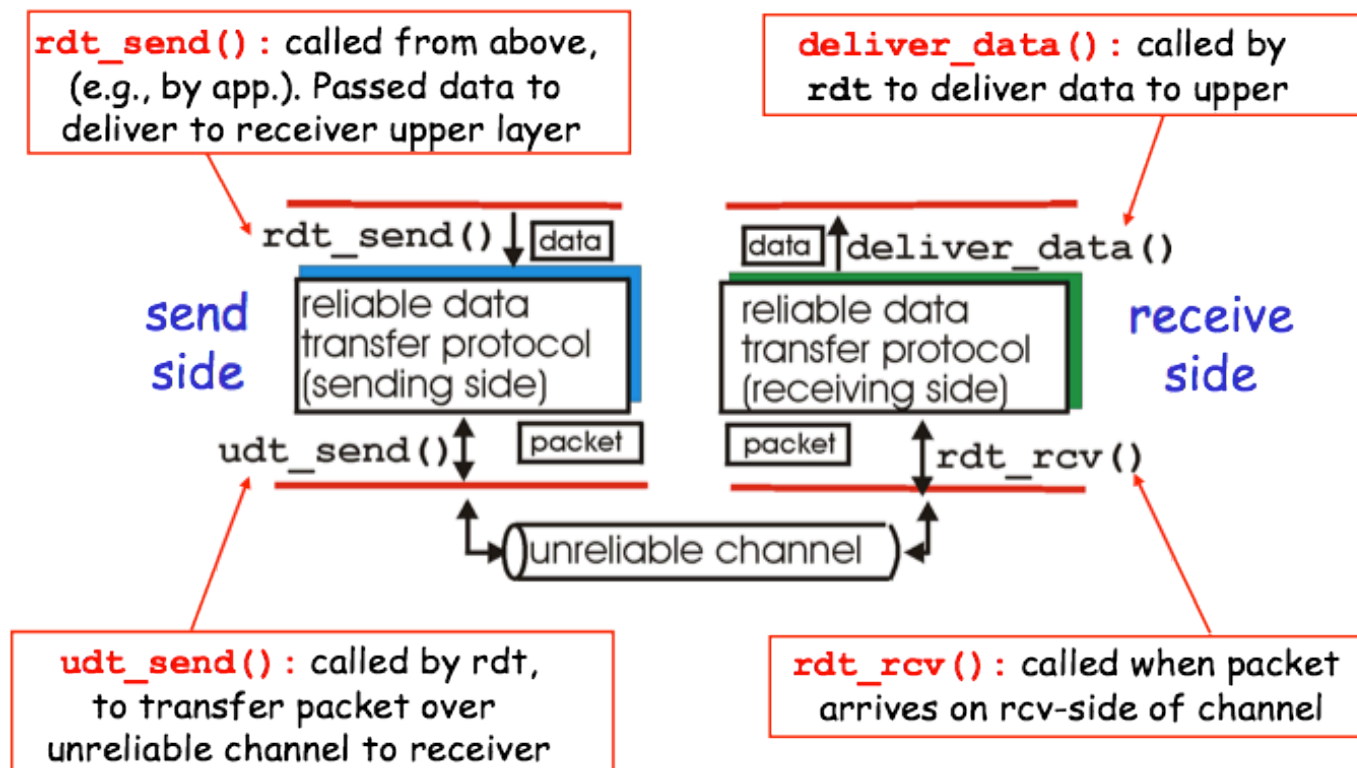 rdt_send(): called from above,
(e.g., by app.). Passed data to
deliver to receiver upper layer
deliver_data(): called by
rdt to deliver data to upper
rdt_send()
data
data
deliver_data()
send
side
reliable data
transfer protocol
(sending side)
reliable data
transfer protocol
(receiving side)
receive
side
udt_send()
packet
packet
rdt_rcv()
unreliable channel
udt_send(): called by rdt,
to transfer packet over
unreliable channel to receiver
rdt_rcv(): called when packet
arrives on rcv-side of channel